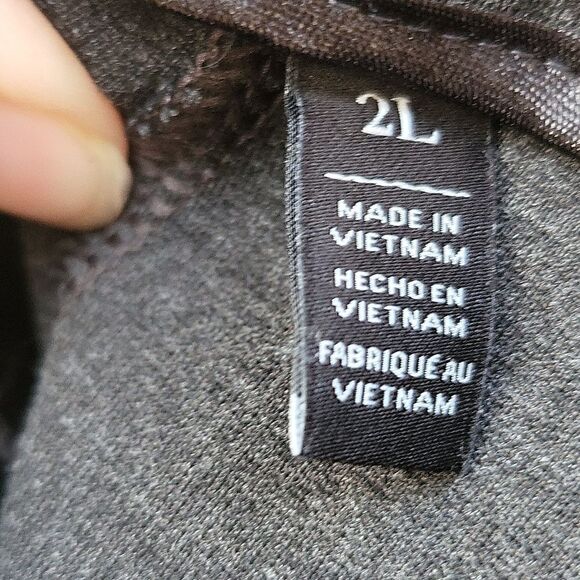 2L
MADE IN
VIETNAM
HECHO EN
VIETNAM
FABRIQUÉ AU
VIETNAM